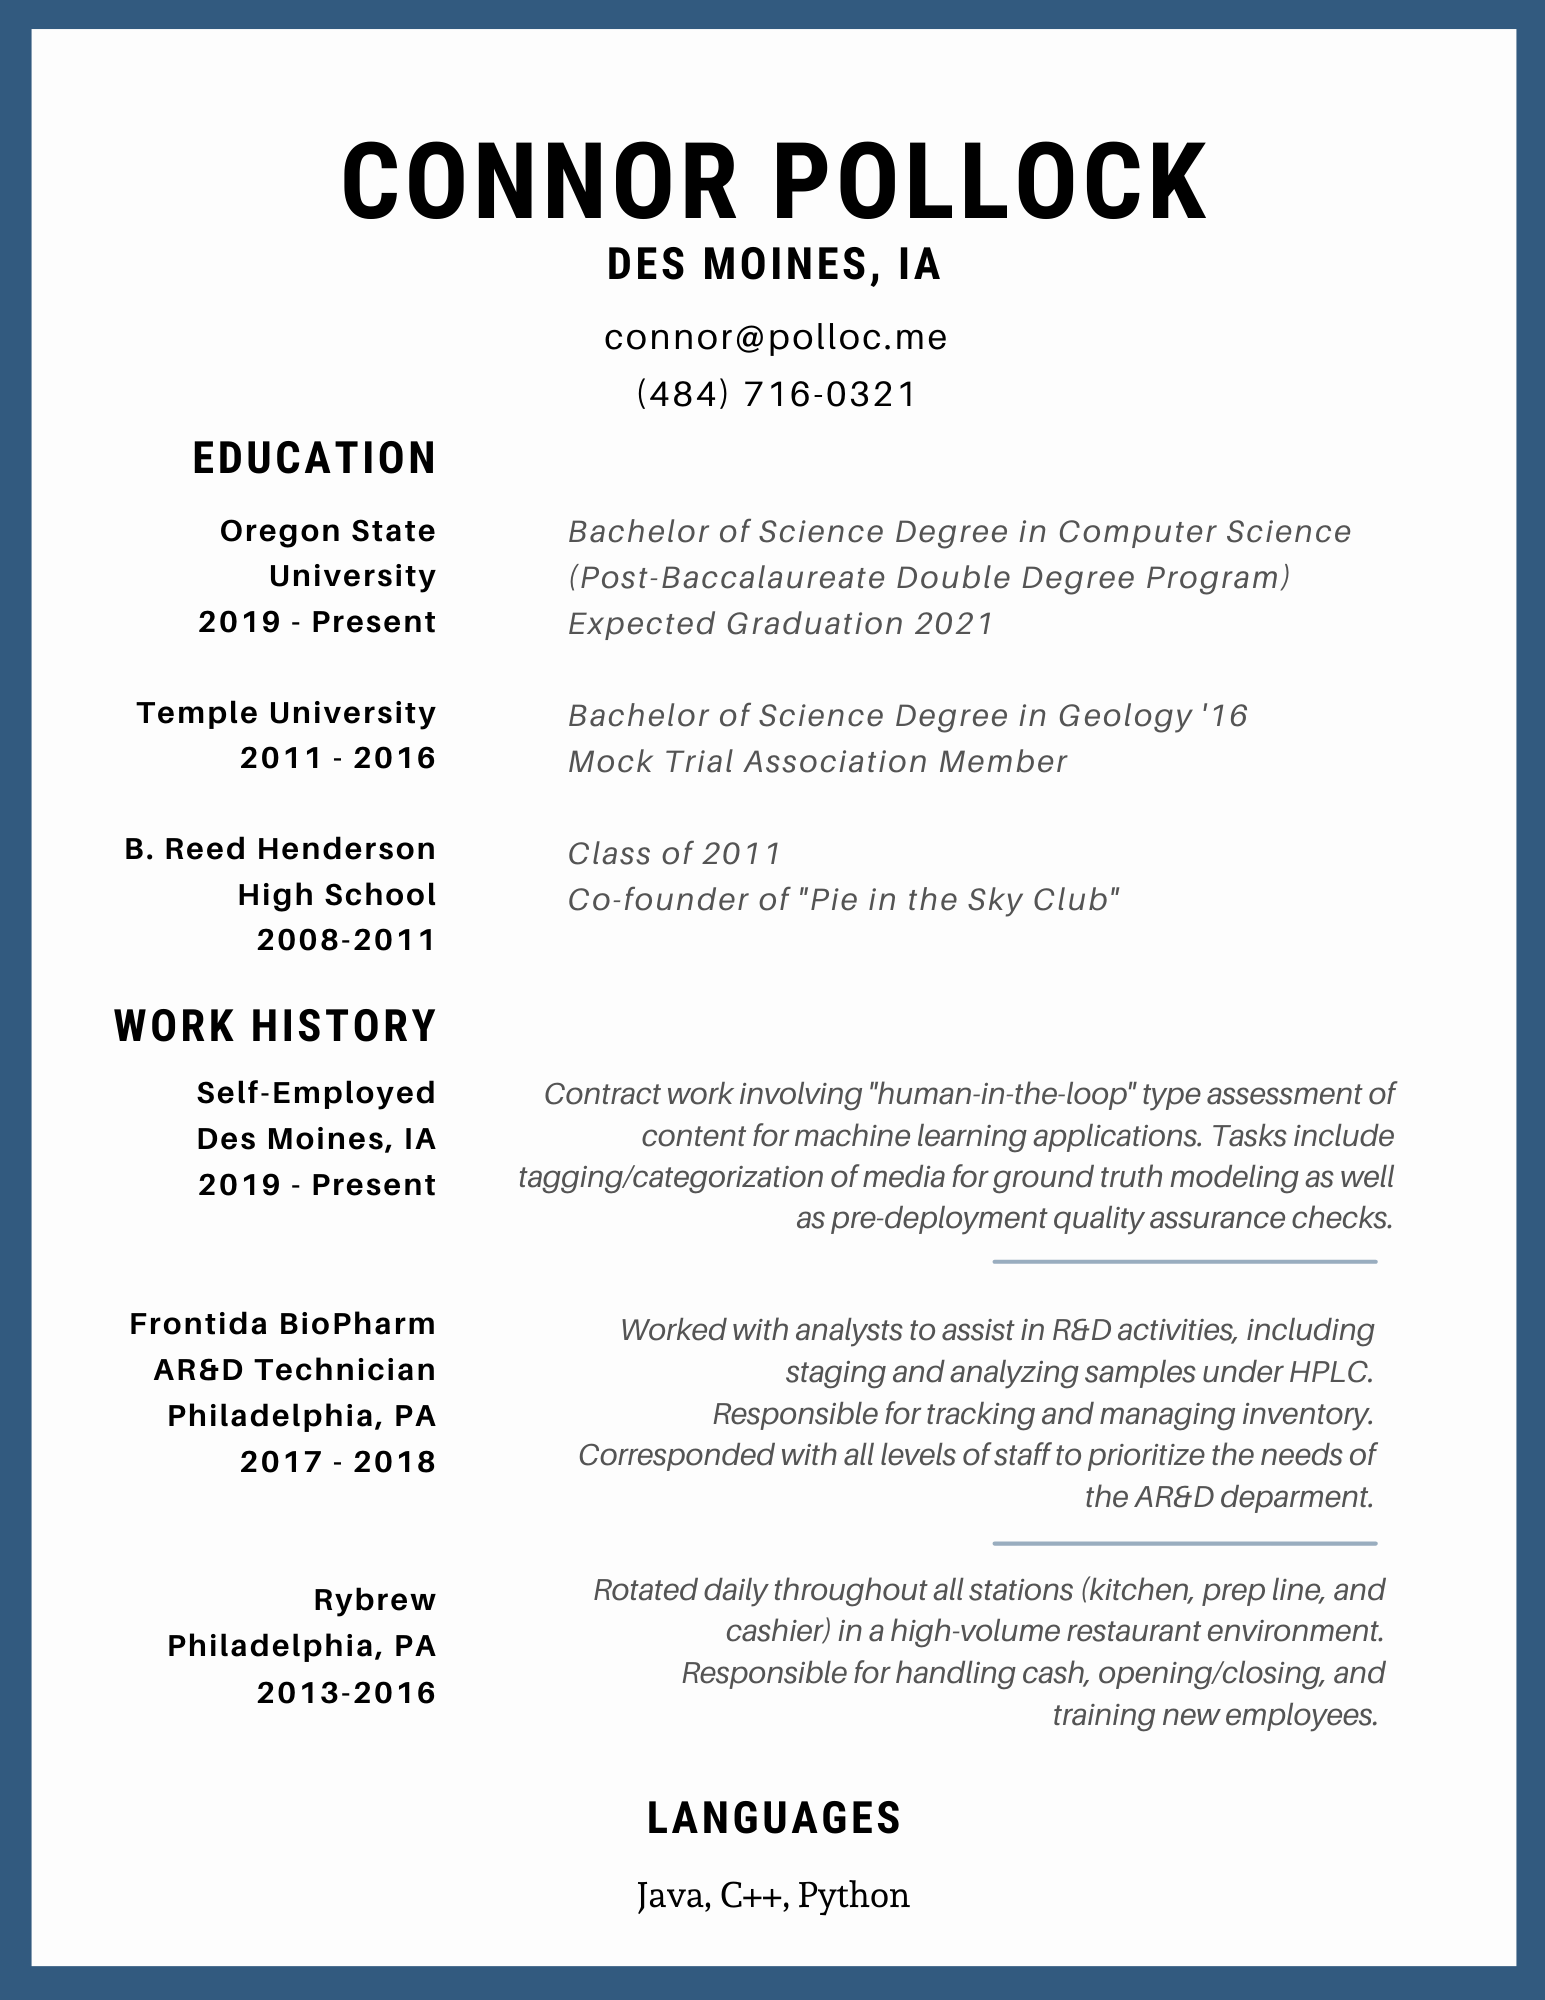 CONNOR POLLOCK
DES MOINES, IA
connor@polloc.me
(484) 716-0321
EDUCATION
Oregon State
University
2019 - Present
Bachelor of Science Degree in Computer Science
(Post-Baccalaureate Double Degree Program)
Expected Graduation 2021
Temple University
2011 - 2016
Bachelor of Science Degree in Geology '16
Mock Trial Association Member
B. Reed Henderson
High School
2008-2011
Class of 2011
Co-founder of "Pie in the Sky Club"
WORK HISTORY
Self-Employed
Des Moines, IA
2019 - Present
Contract work involving "human-in-the-loop" type assessment of
content for machine learning applications. Tasks include
tagging/categorization of media for ground truth modeling as well
as pre-deployment quality assurance checks.
Frontida BioPharm
AR&D Technician
Philadelphia, PA
2017 - 2018
Worked with analysts to assist in R&D activities, including
staging and analyzing samples under HPLC.
Responsible for tracking and managing inventory.
Corresponded with all levels of staff to prioritize the needs of
the AR&D deparment.
Rybrew
Philadelphia, PA
2013-2016
Rotated daily throughout all stations (kitchen, prep line, and
cashier) in a high-volume restaurant environment.
Responsible for handling cash, opening/closing, and
training new employees.
LANGUAGES
Java, C++, Python